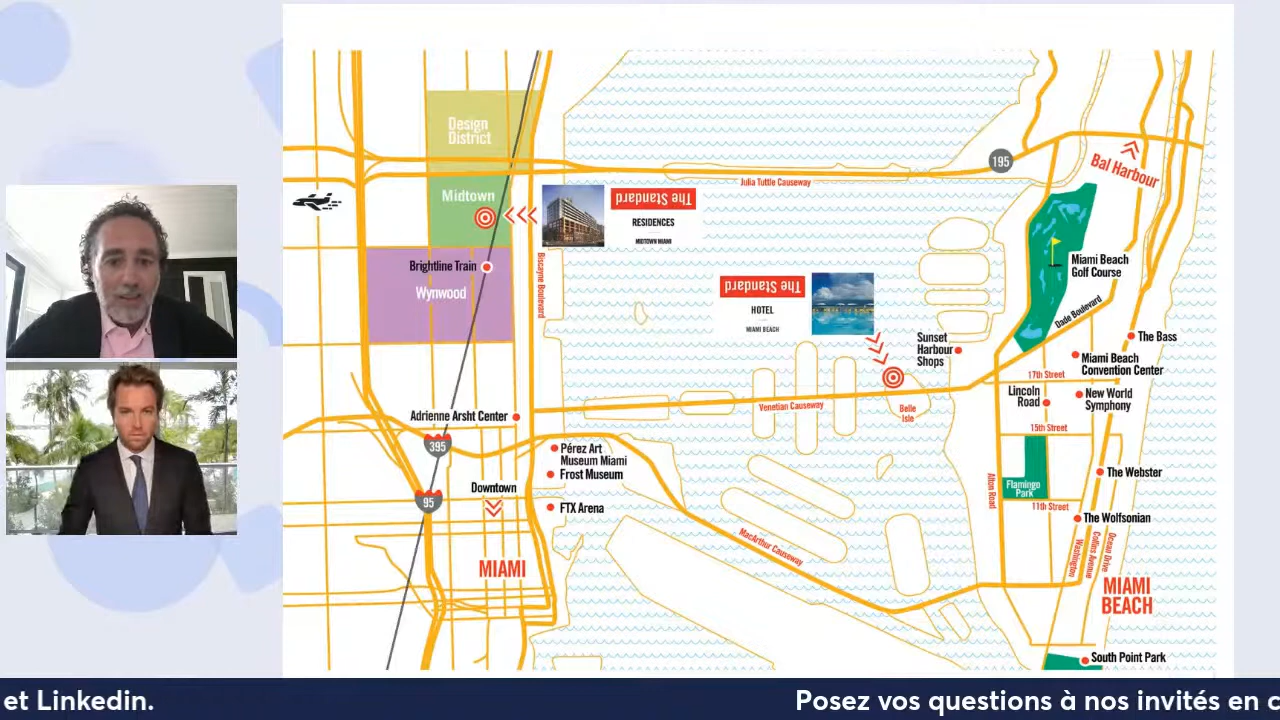 Design
District
195
Bal Harbour
Julia Tuttle Causeway
Midtown
The Standard
RESIDENCES
MIDTOWN MIAMI
Brightline Train
Wynwood
Biscayne Boulevard
The Standard
HOTEL
MIAMI BEACH
Miami Beach
Golf Course
Dade Boulevard
Sunset
Harbour
Shops
The Bass
Miami Beach
Convention Center
17th Street
Lincoln
Road
New World
Symphony
Adrienne Arsht Center
Venetian Causeway
Belle
Isle
15th Street
395
Pérez Art
Museum Miami
Frost Museum
Downtown
95
FTX Arena
Alton Road
Flamingo
Park
11th Street
The Webster
The Wolfsonian
MacArthur Causeway
Washington
Collins Avenue
Ocean Drive
MIAMI
MIAMI
BEACH
South Point Park
et Linkedin.
Posez vos questions à nos invités en c